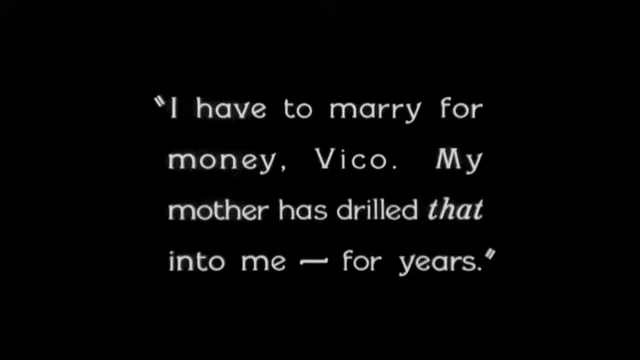 "I have to marry for
money, Vico. My
mother has drilled that
into me — for years."